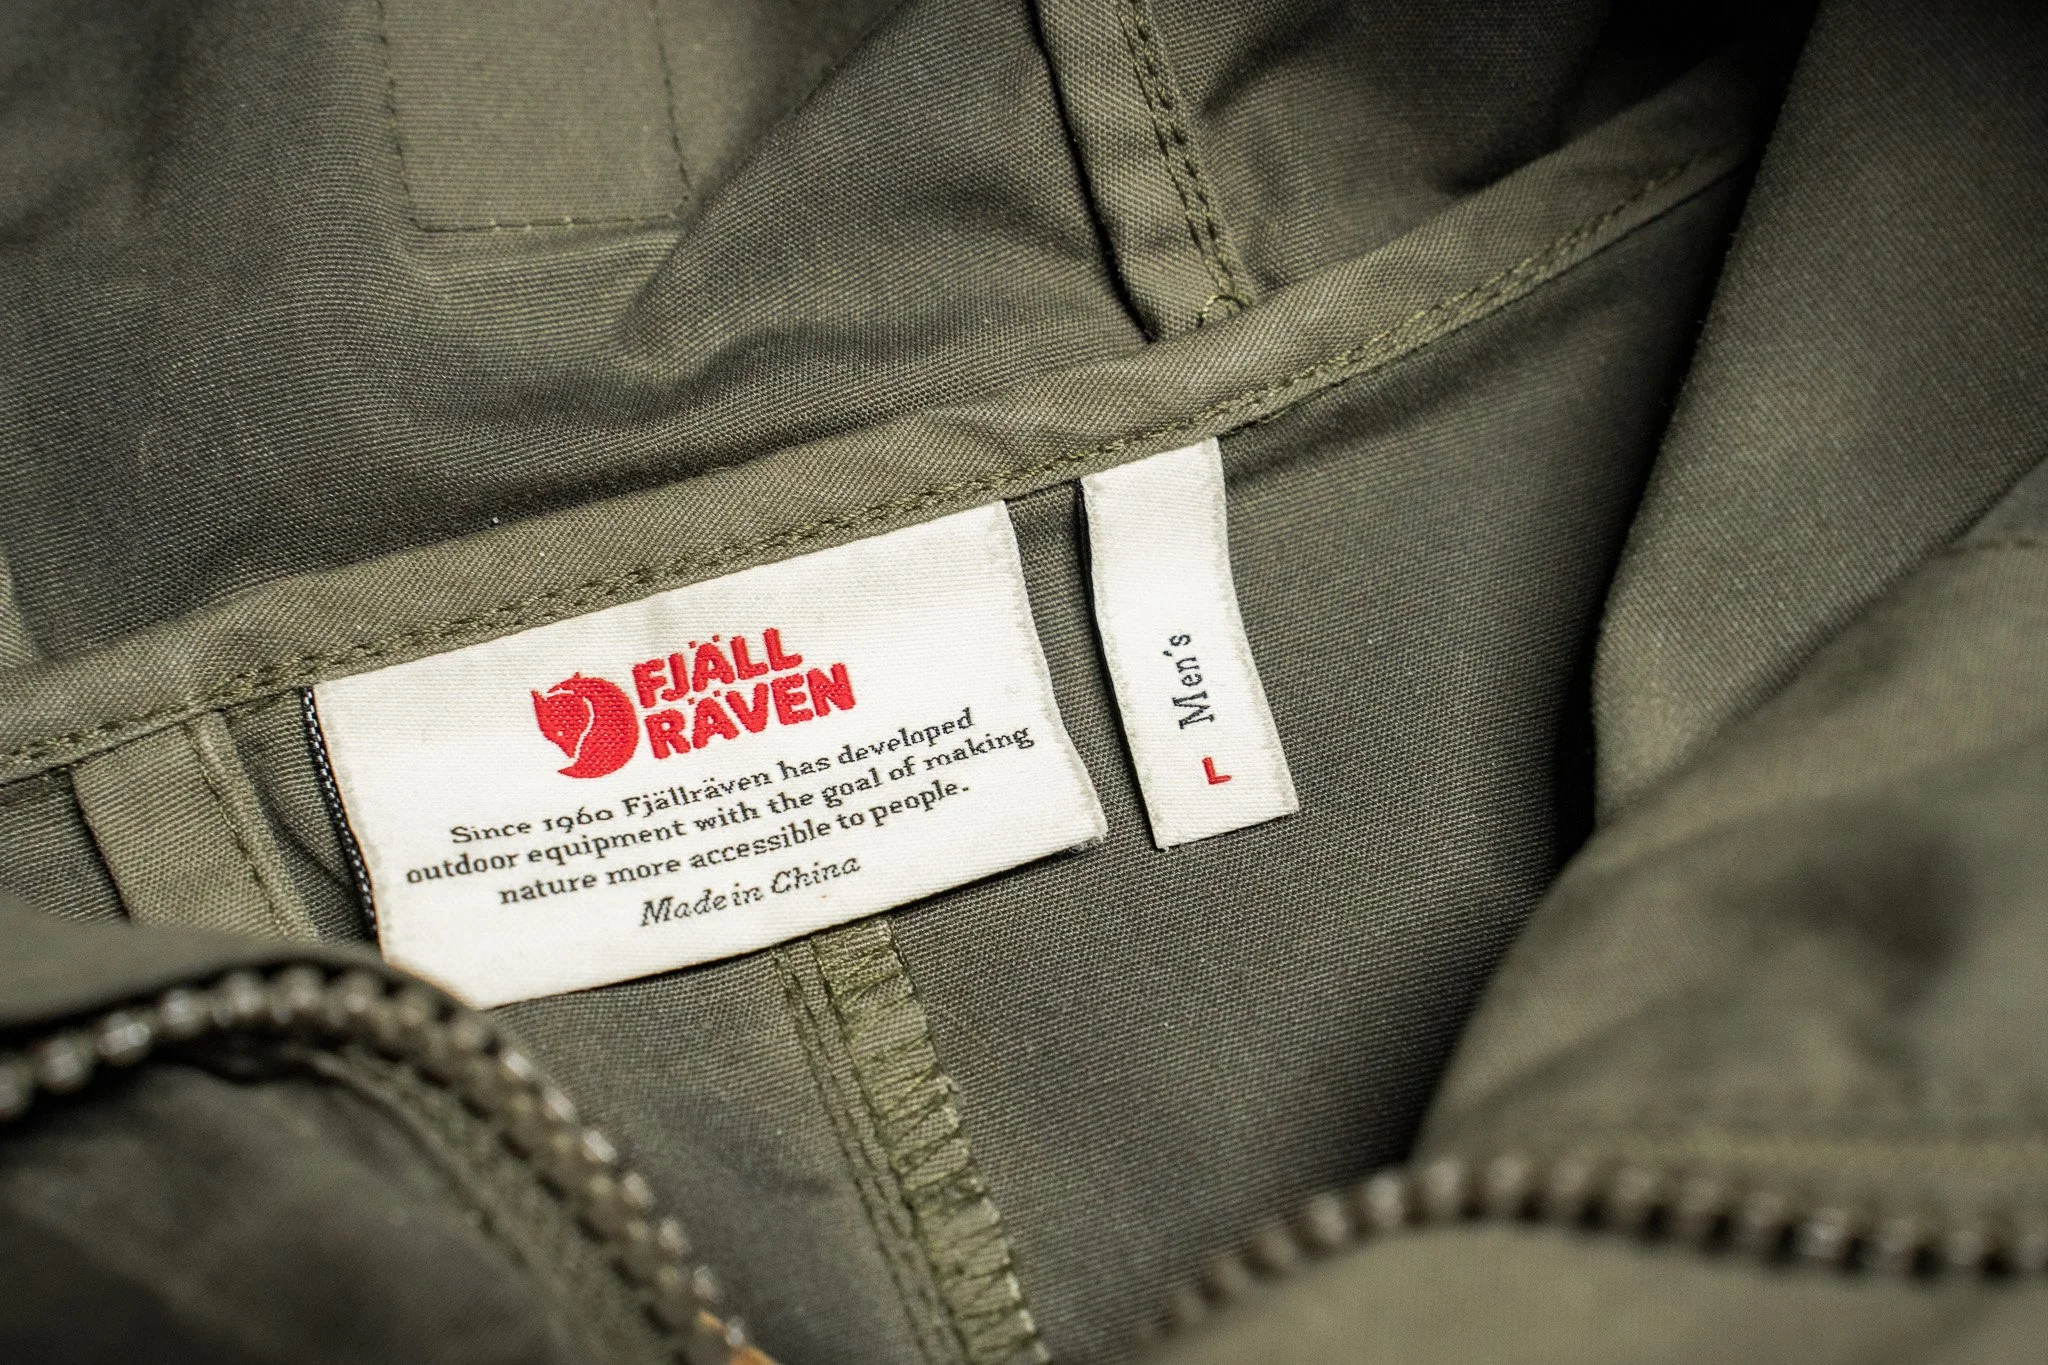 FJÄLL
RÄVEN
Since 1960 Fjällräven has developed
outdoor equipment with the goal of making
nature more accessible to people.
Made in China
Men's
L